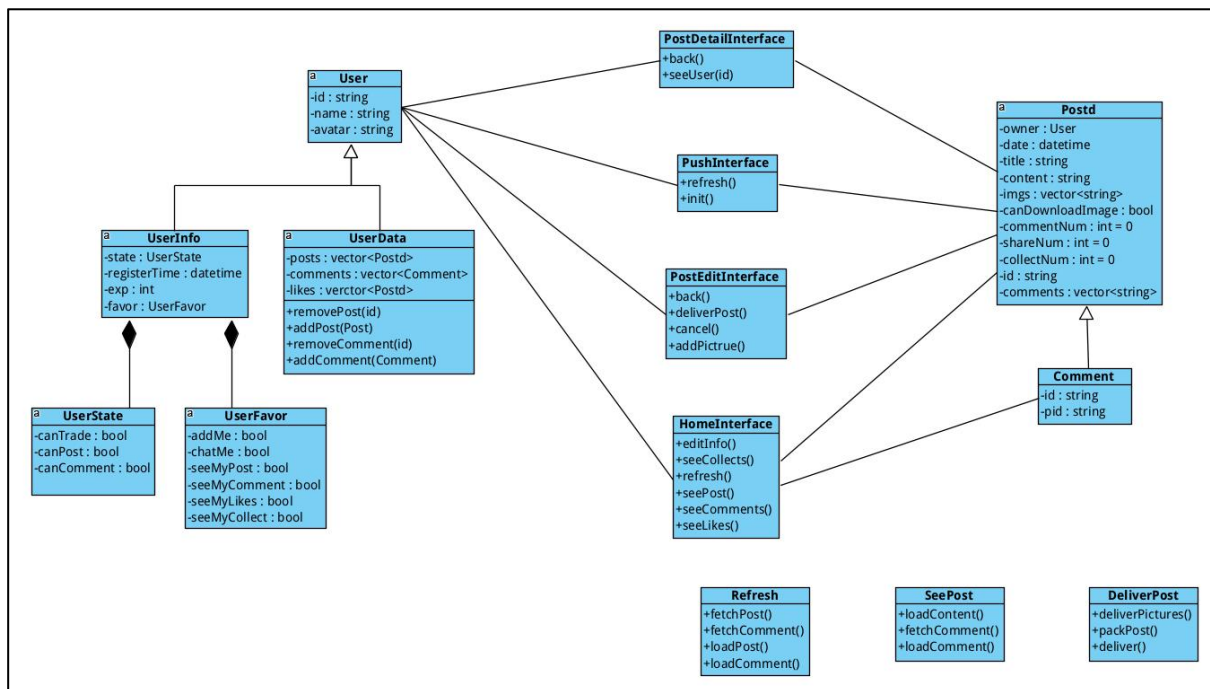 User
-id : string
-name : string
-avatar : string
UserInfo
-state : UserState
-registerTime : datetime
-exp : int
-favor : UserFavor
UserData
-posts : vector<Postd>
-comments : vector<Comment>
-likes : verctor<Postd>
+removePost(id)
+addPost(Post)
+removeComment(id)
+addComment(Comment)
UserState
-canTrade : bool
-canPost : bool
-canComment : bool
UserFavor
-addMe : bool
-chatMe : bool
-seeMyPost : bool
-seeMyComment : bool
-seeMyLikes : bool
-seeMyCollect : bool
PostDetailInterface
+back()
+seeUser(id)
PushInterface
+refresh()
+init()
PostEditInterface
+back()
+deliverPost()
+cancel()
+addPictrue()
HomeInterface
+editInfo()
+seeCollects()
+refresh()
+seePost()
+seeComments()
+seeLikes()
Postd
-owner : User
-date : datetime
-title : string
-content : string
-imgs : vector<string>
-canDownloadImage : bool
-commentNum : int = 0
-shareNum : int = 0
-collectNum : int = 0
-id : string
-comments : vector<string>
Comment
-id : string
-pid : string
Refresh
+fetchPost()
+fetchComment()
+loadPost()
+loadComment()
SeePost
+loadContent()
+fetchComment()
+loadComment()
DeliverPost
+deliverPictures()
+packPost()
+deliver()
a
a
a
a
a
a